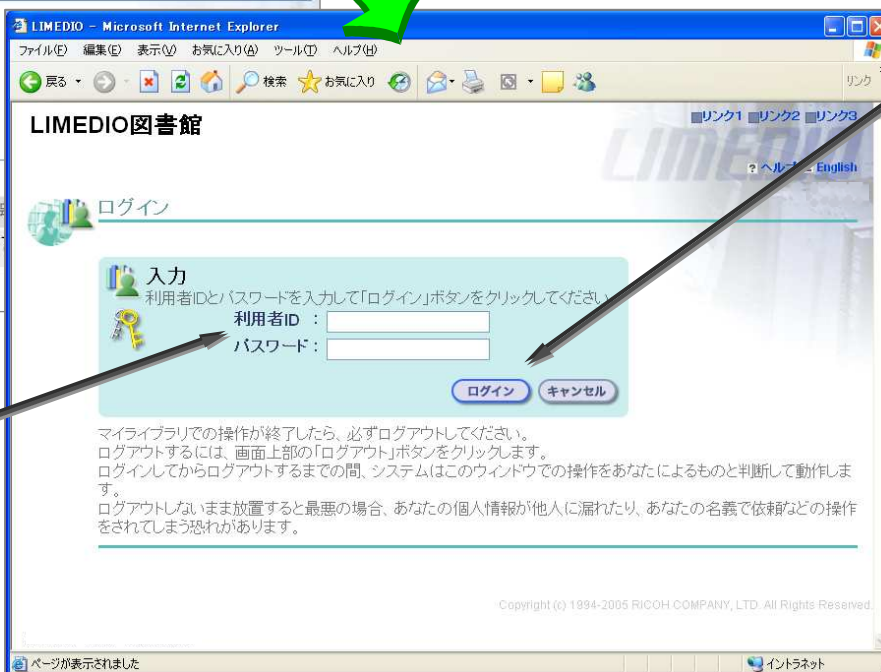 LIMEDIO - Microsoft Internet Explorer
ファイル(F) 編集(E) 表示(V) お気に入り(A) ツール(T) ヘルプ(H)
戻る 検索 お気に入り リンク
LIMEDIO図書館
リンク1 リンク2 リンク3
LIMEDIO
? ヘルプ English
ログイン
入力
利用者IDとパスワードを入力して「ログイン」ボタンをクリックしてください
利用者ID :
パスワード :
ログイン キャンセル
マイライブラリでの操作が終了したら、必ずログアウトしてください。
ログアウトするには、画面上部の「ログアウト」ボタンをクリックします。
ログインしてからログアウトするまでの間、システムはこのウィンドウでの操作をあなたによるものと判断して動作しま
す。
ログアウトしないまま放置すると最悪の場合、あなたの個人情報が他人に漏れたり、あなたの名義で依頼などの操作
をされてしまう恐れがあります。
Copyright (c) 1994-2005 RICOH COMPANY, LTD. All Rights Reserved.
ページが表示されました イントラネット